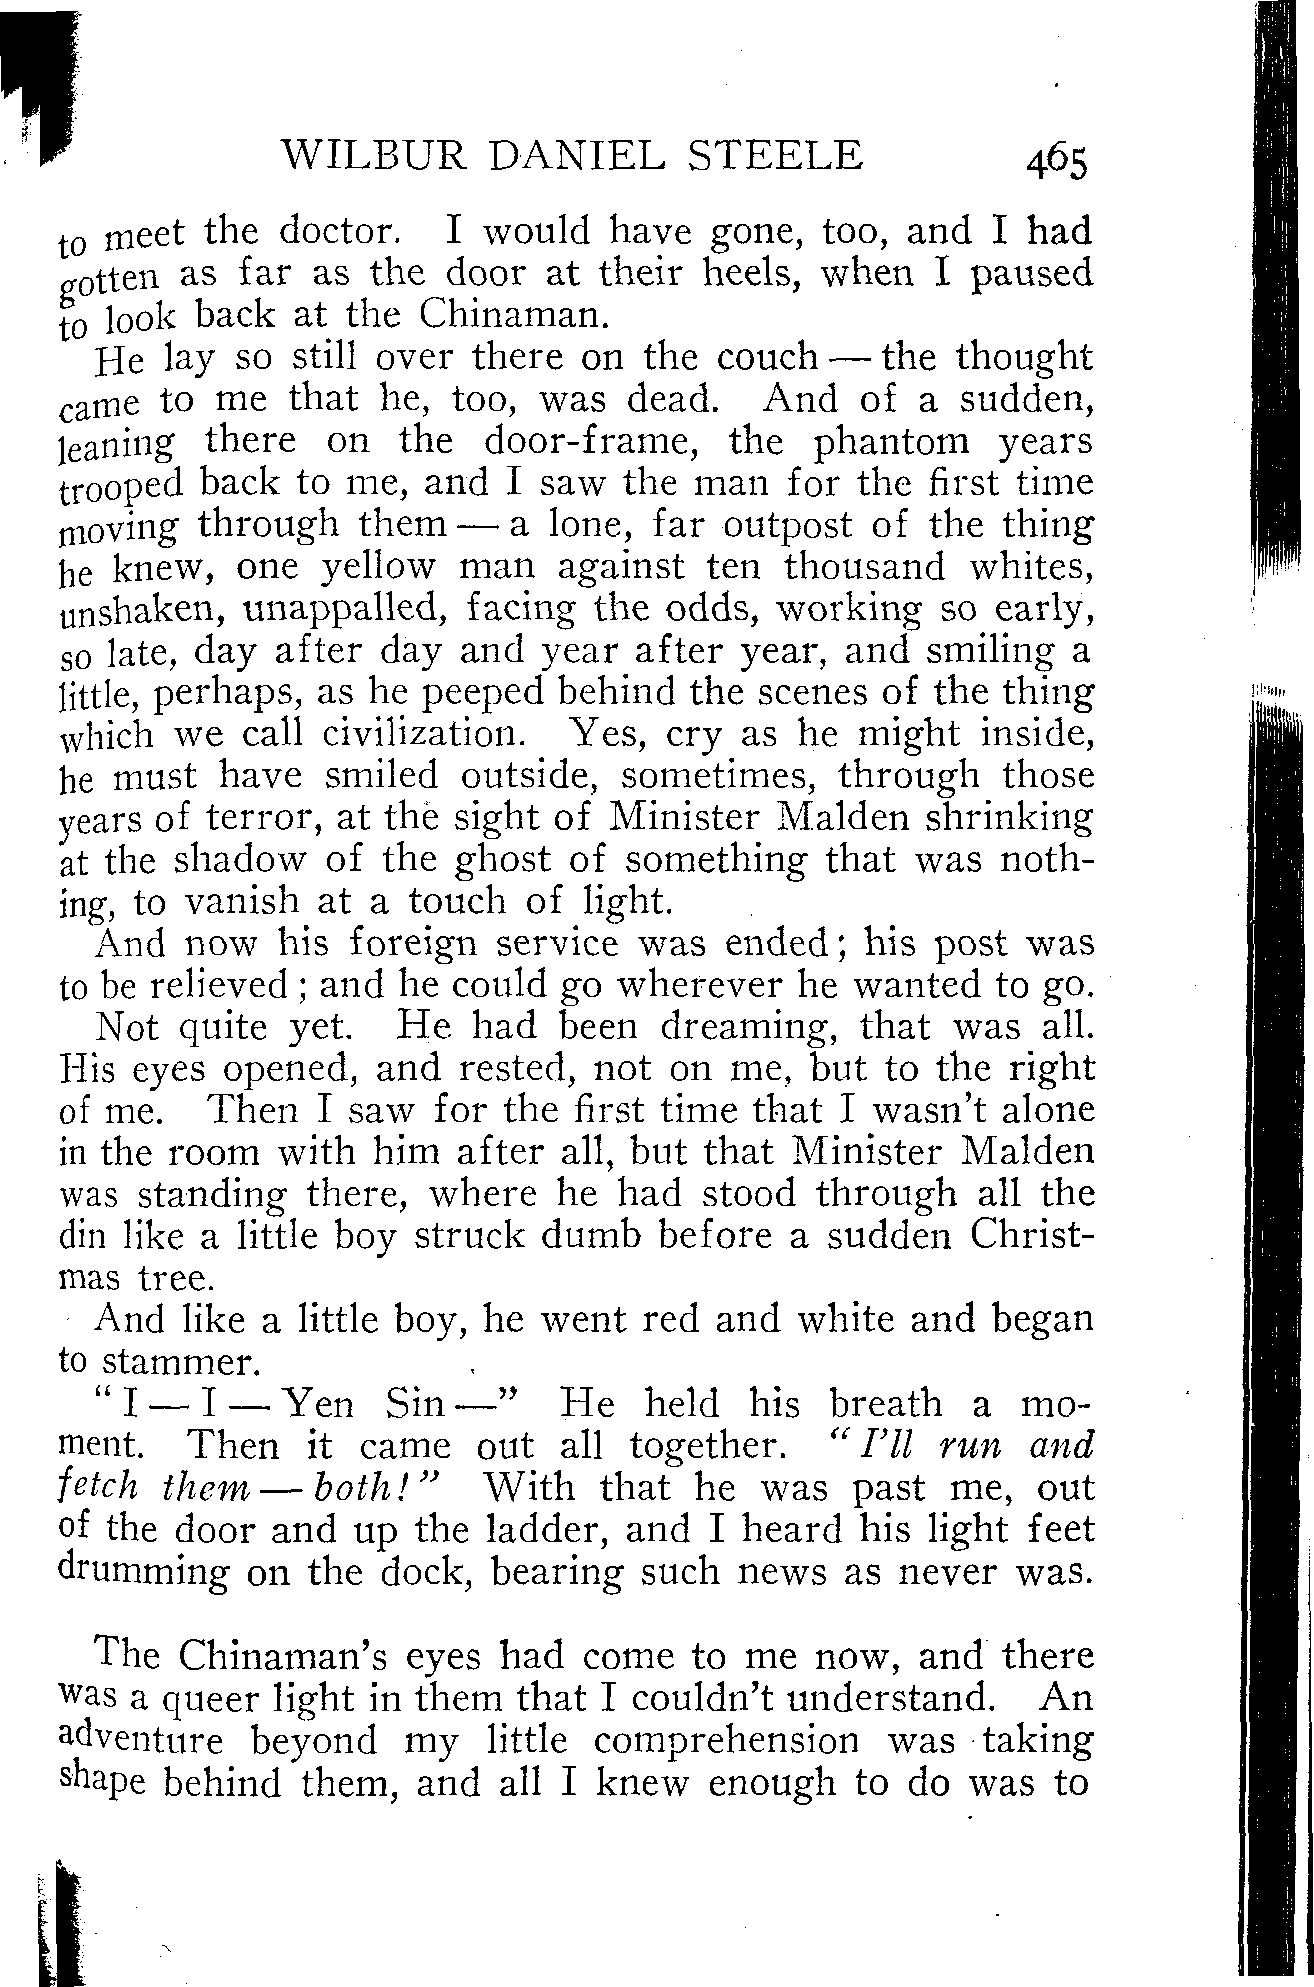 WILBUR DANIEL STEELE 465
to meet the doctor. I would have gone, too, and I had
gotten as far as the door at their heels, when I paused
to look back at the Chinaman.
He lay so still over there on the couch — the thought
came to me that he, too, was dead. And of a sudden,
leaning there on the door-frame, the phantom years
trooped back to me, and I saw the man for the first time
moving through them — a lone, far outpost of the thing
he knew, one yellow man against ten thousand whites,
unshaken, unappalled, facing the odds, working so early,
so late, day after day and year after year, and smiling a
little, perhaps, as he peeped behind the scenes of the thing
which we call civilization. Yes, cry as he might inside,
he must have smiled outside, sometimes, through those
years of terror, at the sight of Minister Malden shrinking
at the shadow of the ghost of something that was noth-
ing, to vanish at a touch of light.
And now his foreign service was ended; his post was
to be relieved; and he could go wherever he wanted to go.
Not quite yet. He had been dreaming, that was all.
His eyes opened, and rested, not on me, but to the right
of me. Then I saw for the first time that I wasn't alone
in the room with him after all, but that Minister Malden
was standing there, where he had stood through all the
din like a little boy struck dumb before a sudden Christ-
mas tree.
And like a little boy, he went red and white and began
to stammer.
"I — I — Yen Sin —" He held his breath a mo-
ment. Then it came out all together. "I'll run and
fetch them — both!" With that he was past me, out
of the door and up the ladder, and I heard his light feet
drumming on the dock, bearing such news as never was.
The Chinaman's eyes had come to me now, and there
was a queer light in them that I couldn't understand. An
adventure beyond my little comprehension was taking
shape behind them, and all I knew enough to do was to